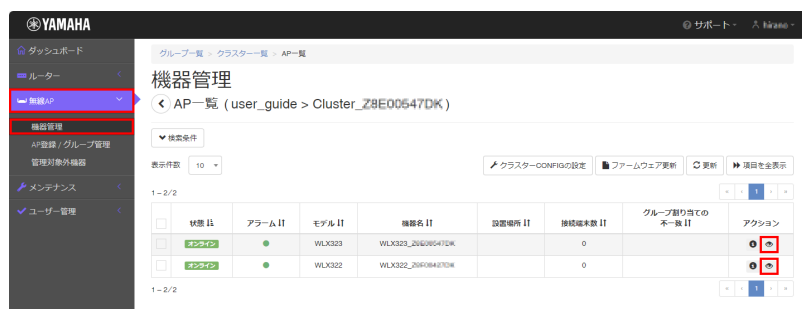 YAMAHA
サポート
ダッシュボード
ルーター
無線AP
機器管理
AP登録 / グループ管理
管理対象外機器
メンテナンス
ユーザー管理
グループ一覧 > クラスター一覧 > AP一覧
機器管理
AP一覧 ( user_guide > Cluster_Z8E00547DK )
検索条件
表示件数 10
クラスターCONFIGの設定 ファームウェア更新 更新 項目を全表示
1 – 2 / 2
« ‹ 1 › »
状態 アラーム モデル 機器名 設置場所 接続端末数 グループ割り当ての不一致 アクション
オンライン WLX323 WLX323_ 0
オンライン WLX322 WLX322_ 0
1 – 2 / 2
« ‹ 1 › »